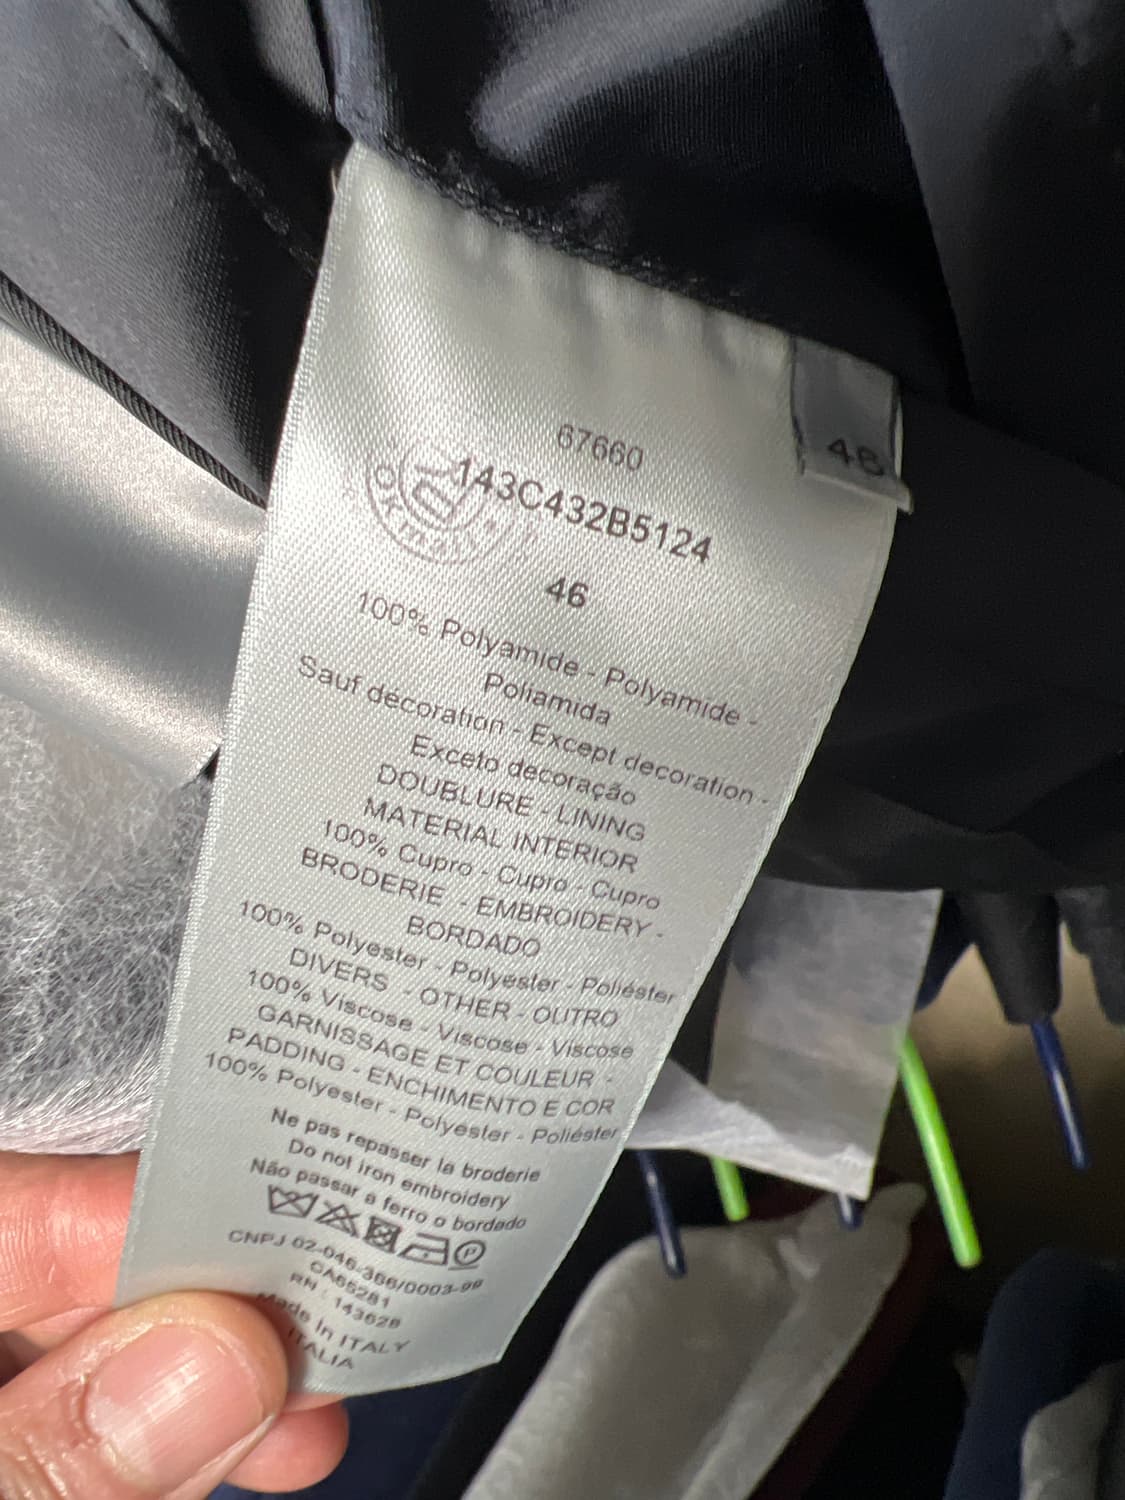 67660
143C432B5124
46
46
100% Polyamide - Polyamide -
Poliamida
Sauf decoration - Except decoration -
Exceto decoração
DOUBLURE - LINING
MATERIAL INTERIOR
100% Cupro - Cupro - Cupro
BRODERIE - EMBROIDERY -
BORDADO
100% Polyester - Polyester - Poliéster
DIVERS - OTHER - OUTRO
100% Viscose - Viscose - Viscose
GARNISSAGE ET COULEUR -
PADDING - ENCHIMENTO E COR
100% Polyester - Polyester - Poliéster
Ne pas repasser la broderie
Do not iron embroidery
Não passar a ferro o bordado
P
CNPJ 02-046-366/0003-99
CA65281
RN : 143628
Made In ITALY
ITALIA